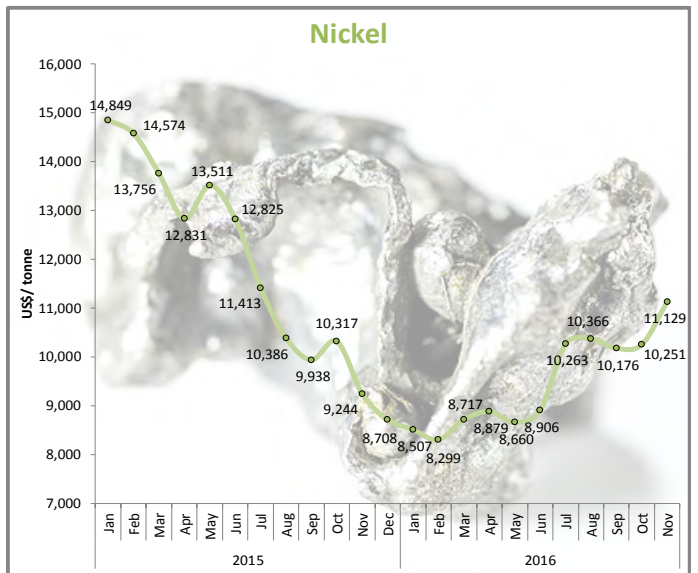 Nickel
16,000
15,000
14,000
13,000
12,000
11,000
10,000
9,000
8,000
7,000
US$/ tonne
14,849
14,574
13,756
12,831
13,511
12,825
11,413
10,386
9,938
10,317
9,244
8,708
8,507
8,299
8,717
8,879
8,660
8,906
10,263
10,366
10,176
10,251
11,129
Jan
Feb
Mar
Apr
May
Jun
Jul
Aug
Sep
Oct
Nov
Dec
Jan
Feb
Mar
Apr
May
Jun
Jul
Aug
Sep
Oct
Nov
2015
2016